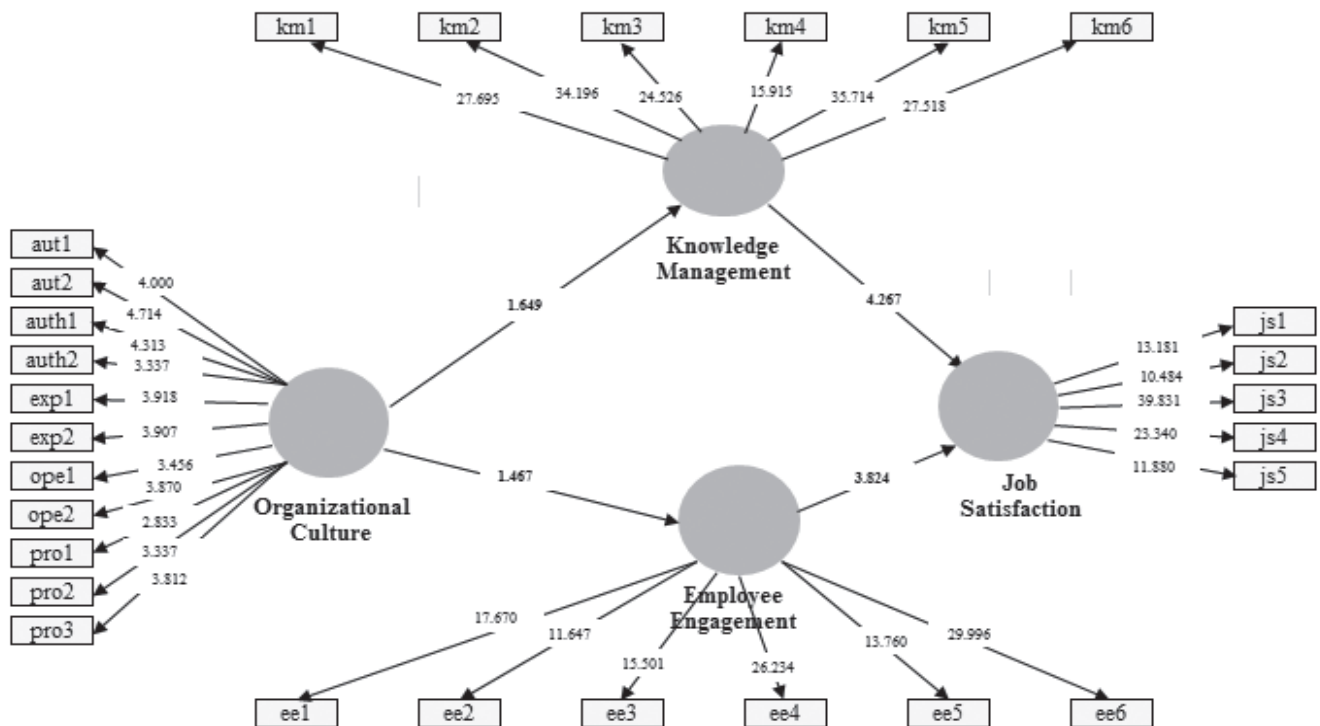 km1 km2 km3 km4 km5 km6
27.695 34.196 24.526 15.915 35.714 27.518
Knowledge
Management
aut1
aut2
auth1
auth2
exp1
exp2
ope1
ope2
pro1
pro2
pro3
4.000
4.714
4.313
3.337
3.918
3.907
3.456
3.870
2.833
3.337
3.812
Organizational
Culture
1.649
1.467
4.267
3.824
Job
Satisfaction
13.181
10.484
39.831
23.340
11.880
js1
js2
js3
js4
js5
Employee
Engagement
17.670 11.647 15.501 26.234 13.760 29.996
ee1 ee2 ee3 ee4 ee5 ee6